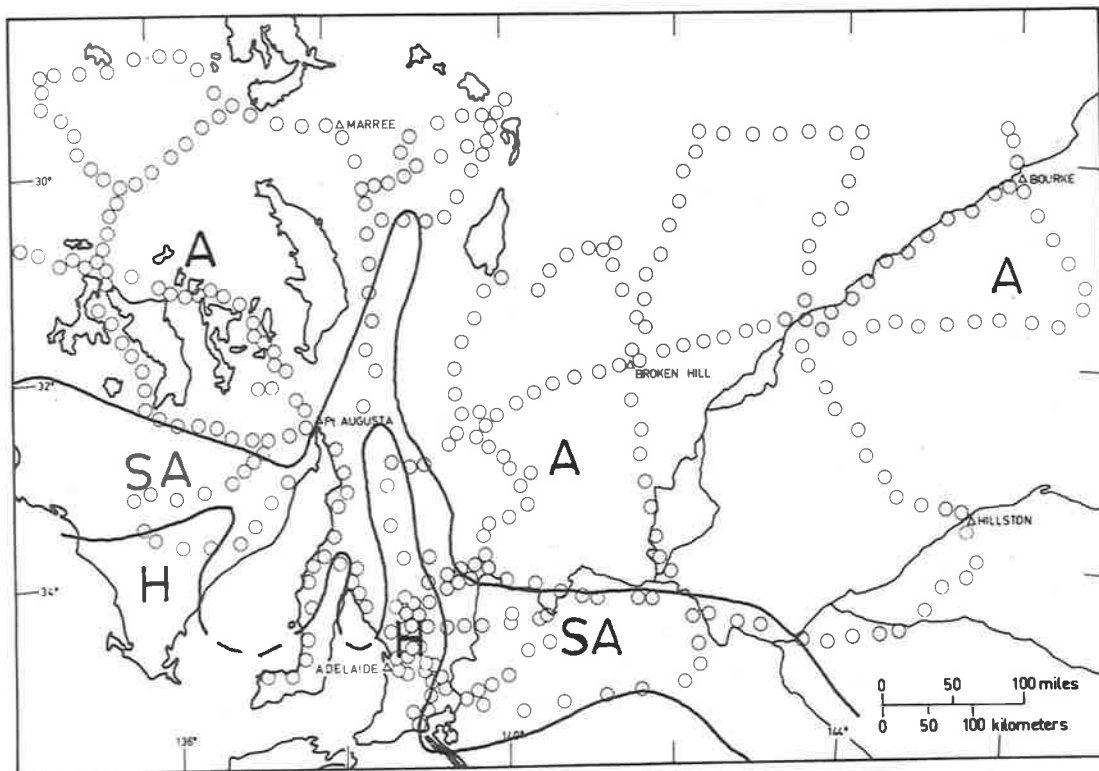 MARREE
30°
BOURKE
A
A
32°
BROKEN HILL
Pt. AUGUSTA
SA
A
HILLSTON
H
34°
H
SA
ADELAIDE
0 50 100 miles
0 50 100 kilometers
136°
140°
144°